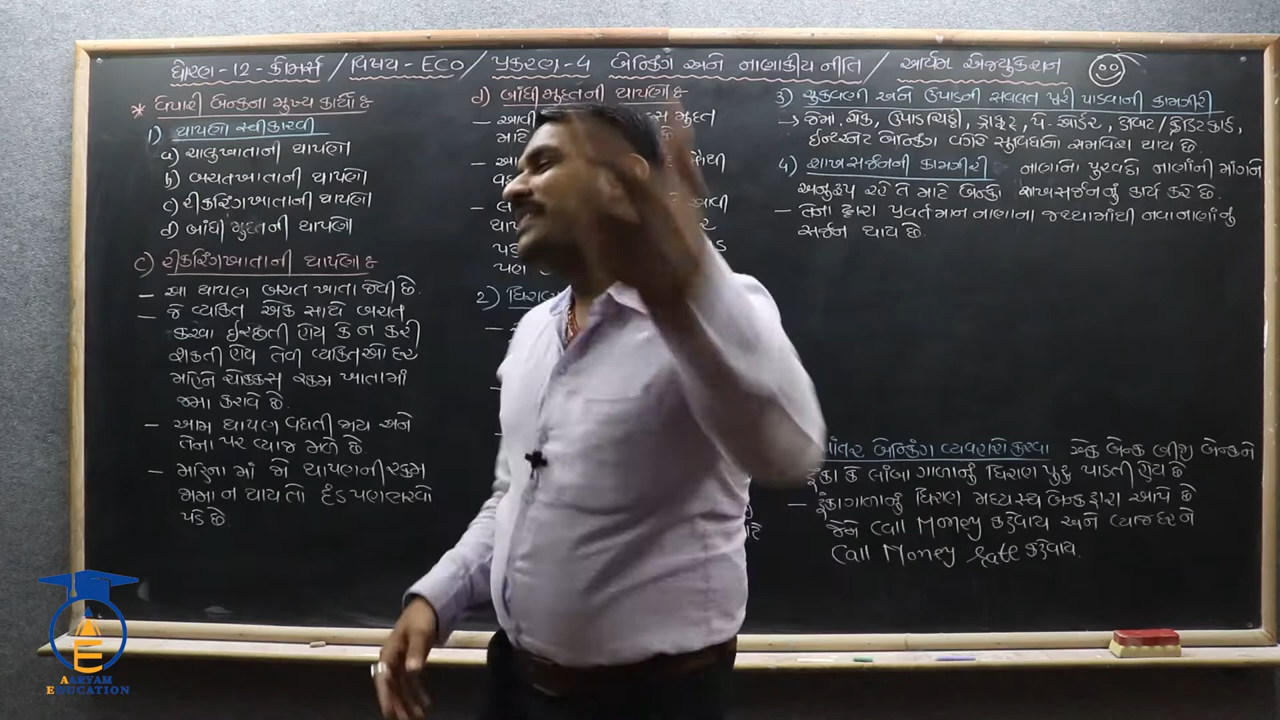 ધોરણ - 12 - કોમર્સ / વિષય - ECO / પ્રકરણ - 4 બેન્કિંગ અને નાણાકીય નીતિ / આર્યમ એજ્યુકેશન
* વ્યાપારી બેન્કના મુખ્ય કાર્યો :
1) થાપણો સ્વીકારવી
a) ચાલુખાતાની થાપણો
b) બચતખાતાની થાપણો
c) રીકરિંગખાતાની થાપણો
d) બાંધી મુદ્દતની થાપણો
c) રીકરિંગખાતાની થાપણો :
— આ થાપણ બચત ખાતા જેવી છે.
— જે વ્યક્તિ એક સાથે બચત
કરવા ઈચ્છતી હોય કે ન કરી
શકતી હોય તેવી વ્યક્તિઓ દર
મહિને ચોક્કસ રકમ ખાતામાં
જમા કરાવે છે.
— આમ થાપણ વધતી જાય અને
તેના પર વ્યાજ મળે છે.
— મહિના માં જો થાપણની રકમ
જમા ન થાય તો દંડ પણ ભરવો
પડે છે.
d) બાંધી મુદ્દતની થાપણો :
— આવી મુદ્દત
માટે
— આ
2)
3) ચુકવણી અને ઉપાડની સવલત પૂરી પાડવાની કામગીરી
→ જેમાં, ચેક, ઉપાડચિઠ્ઠી, ડ્રાફ્ટ, પે. ઓર્ડર, ડેબિટ/ક્રેડિટકાર્ડ,
ઈન્ટરનેટ બેન્કિંગ વગેરે સુવિધાનો સમાવેશ થાય છે.
4) શાખસર્જનની કામગીરી નાણાંનો પુરવઠો નાણાંની માંગને
અનુરૂપ રહે તે માટે બેન્કો શાખસર્જનનું કાર્ય કરે છે.
— તેના દ્વારા પ્રવર્તમાન નાણાંના જથ્થામાંથી નવા નાણાંનું
સર્જન થાય છે.
બેન્કિંગ વ્યવહારો કરવા એક બેન્ક બીજી બેન્કને
ટૂંકા કે લાંબા ગાળાનું ધિરાણ પુરૂ પાડતી હોય છે
— ટૂંકાગાળાનું ધિરાણ મધ્યસ્થ બેન્ક દ્વારા આપે છે
જેને Call Money કહેવાય અને વ્યાજદરને
Call Money Rate કહેવાય.
AARYAM
EDUCATION